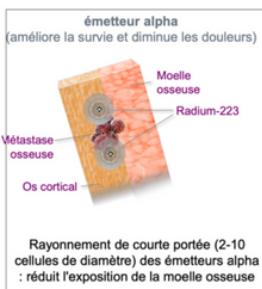 émetteur alpha
(améliore la survie et diminue les douleurs)
Moelle
osseuse
Radium-223
Métastase
osseuse
Os cortical
Rayonnement de courte portée (2-10
cellules de diamètre) des émetteurs alpha
: réduit l'exposition de la moelle osseuse